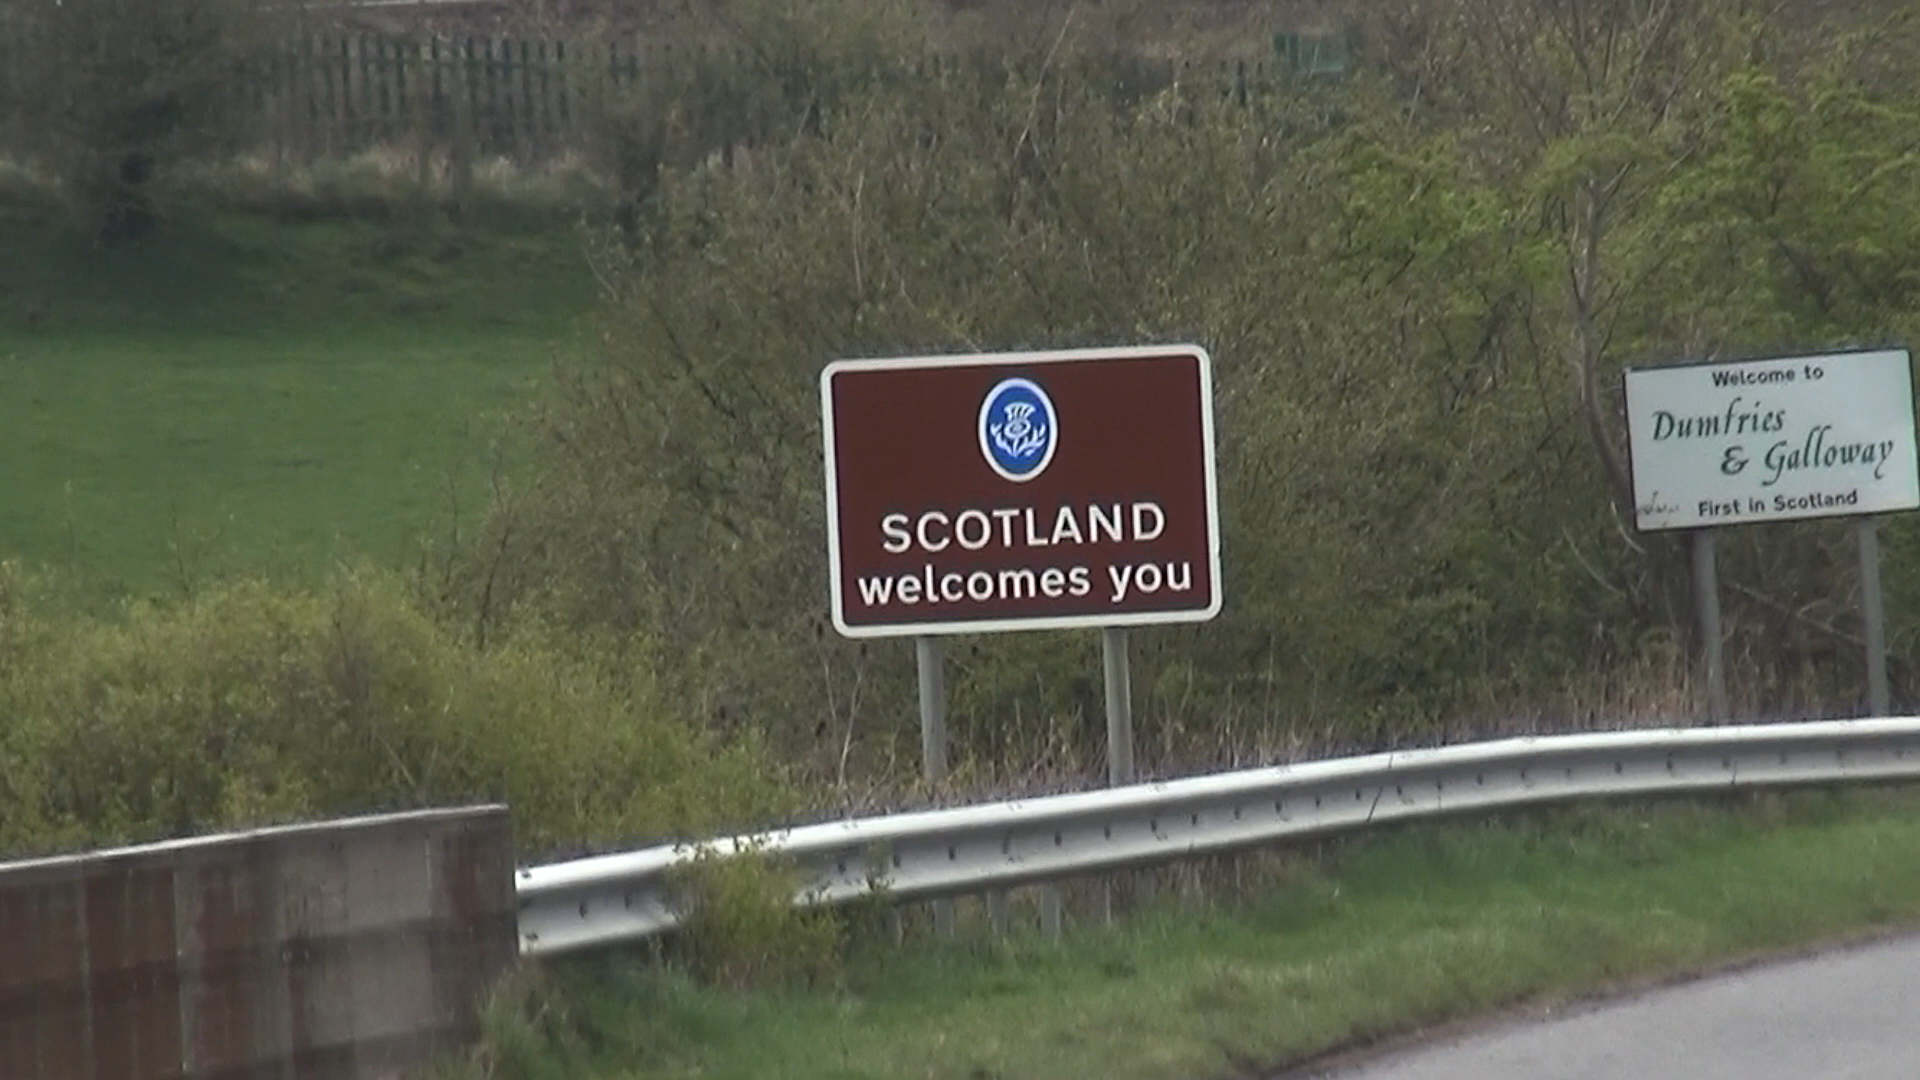 SCOTLAND
welcomes you
Welcome to
Dumfries
& Galloway
First in Scotland